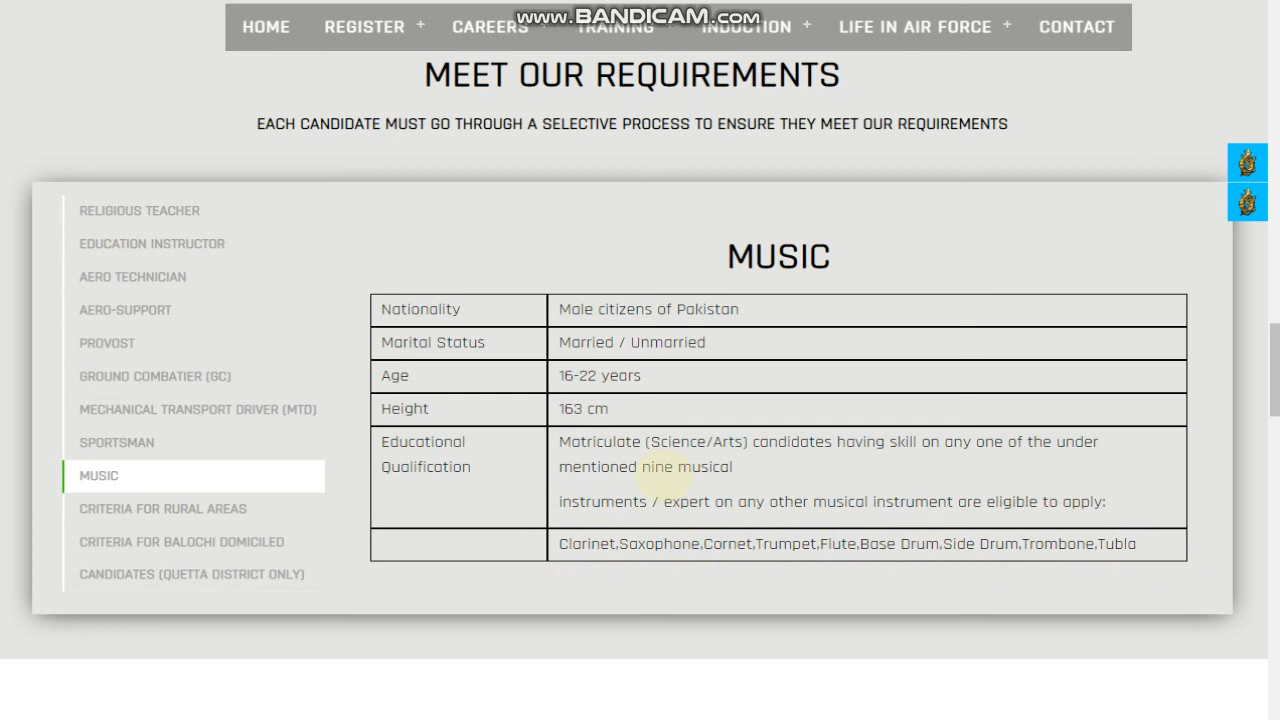 www.BANDICAM.com
HOME REGISTER + CAREERS TRAINING INDUCTION + LIFE IN AIR FORCE + CONTACT
MEET OUR REQUIREMENTS
EACH CANDIDATE MUST GO THROUGH A SELECTIVE PROCESS TO ENSURE THEY MEET OUR REQUIREMENTS
RELIGIOUS TEACHER
EDUCATION INSTRUCTOR
AERO TECHNICIAN
AERO-SUPPORT
PROVOST
GROUND COMBATIER (GC)
MECHANICAL TRANSPORT DRIVER (MTD)
SPORTSMAN
MUSIC
CRITERIA FOR RURAL AREAS
CRITERIA FOR BALOCHI DOMICILED
CANDIDATES (QUETTA DISTRICT ONLY)
MUSIC
Nationality Male citizens of Pakistan
Marital Status Married / Unmarried
Age 16-22 years
Height 163 cm
Educational Qualification Matriculate (Science/Arts) candidates having skill on any one of the under
mentioned nine musical
instruments / expert on any other musical instrument are eligible to apply:
Clarinet,Saxophone,Cornet,Trumpet,Flute,Base Drum,Side Drum,Trombone,Tubla